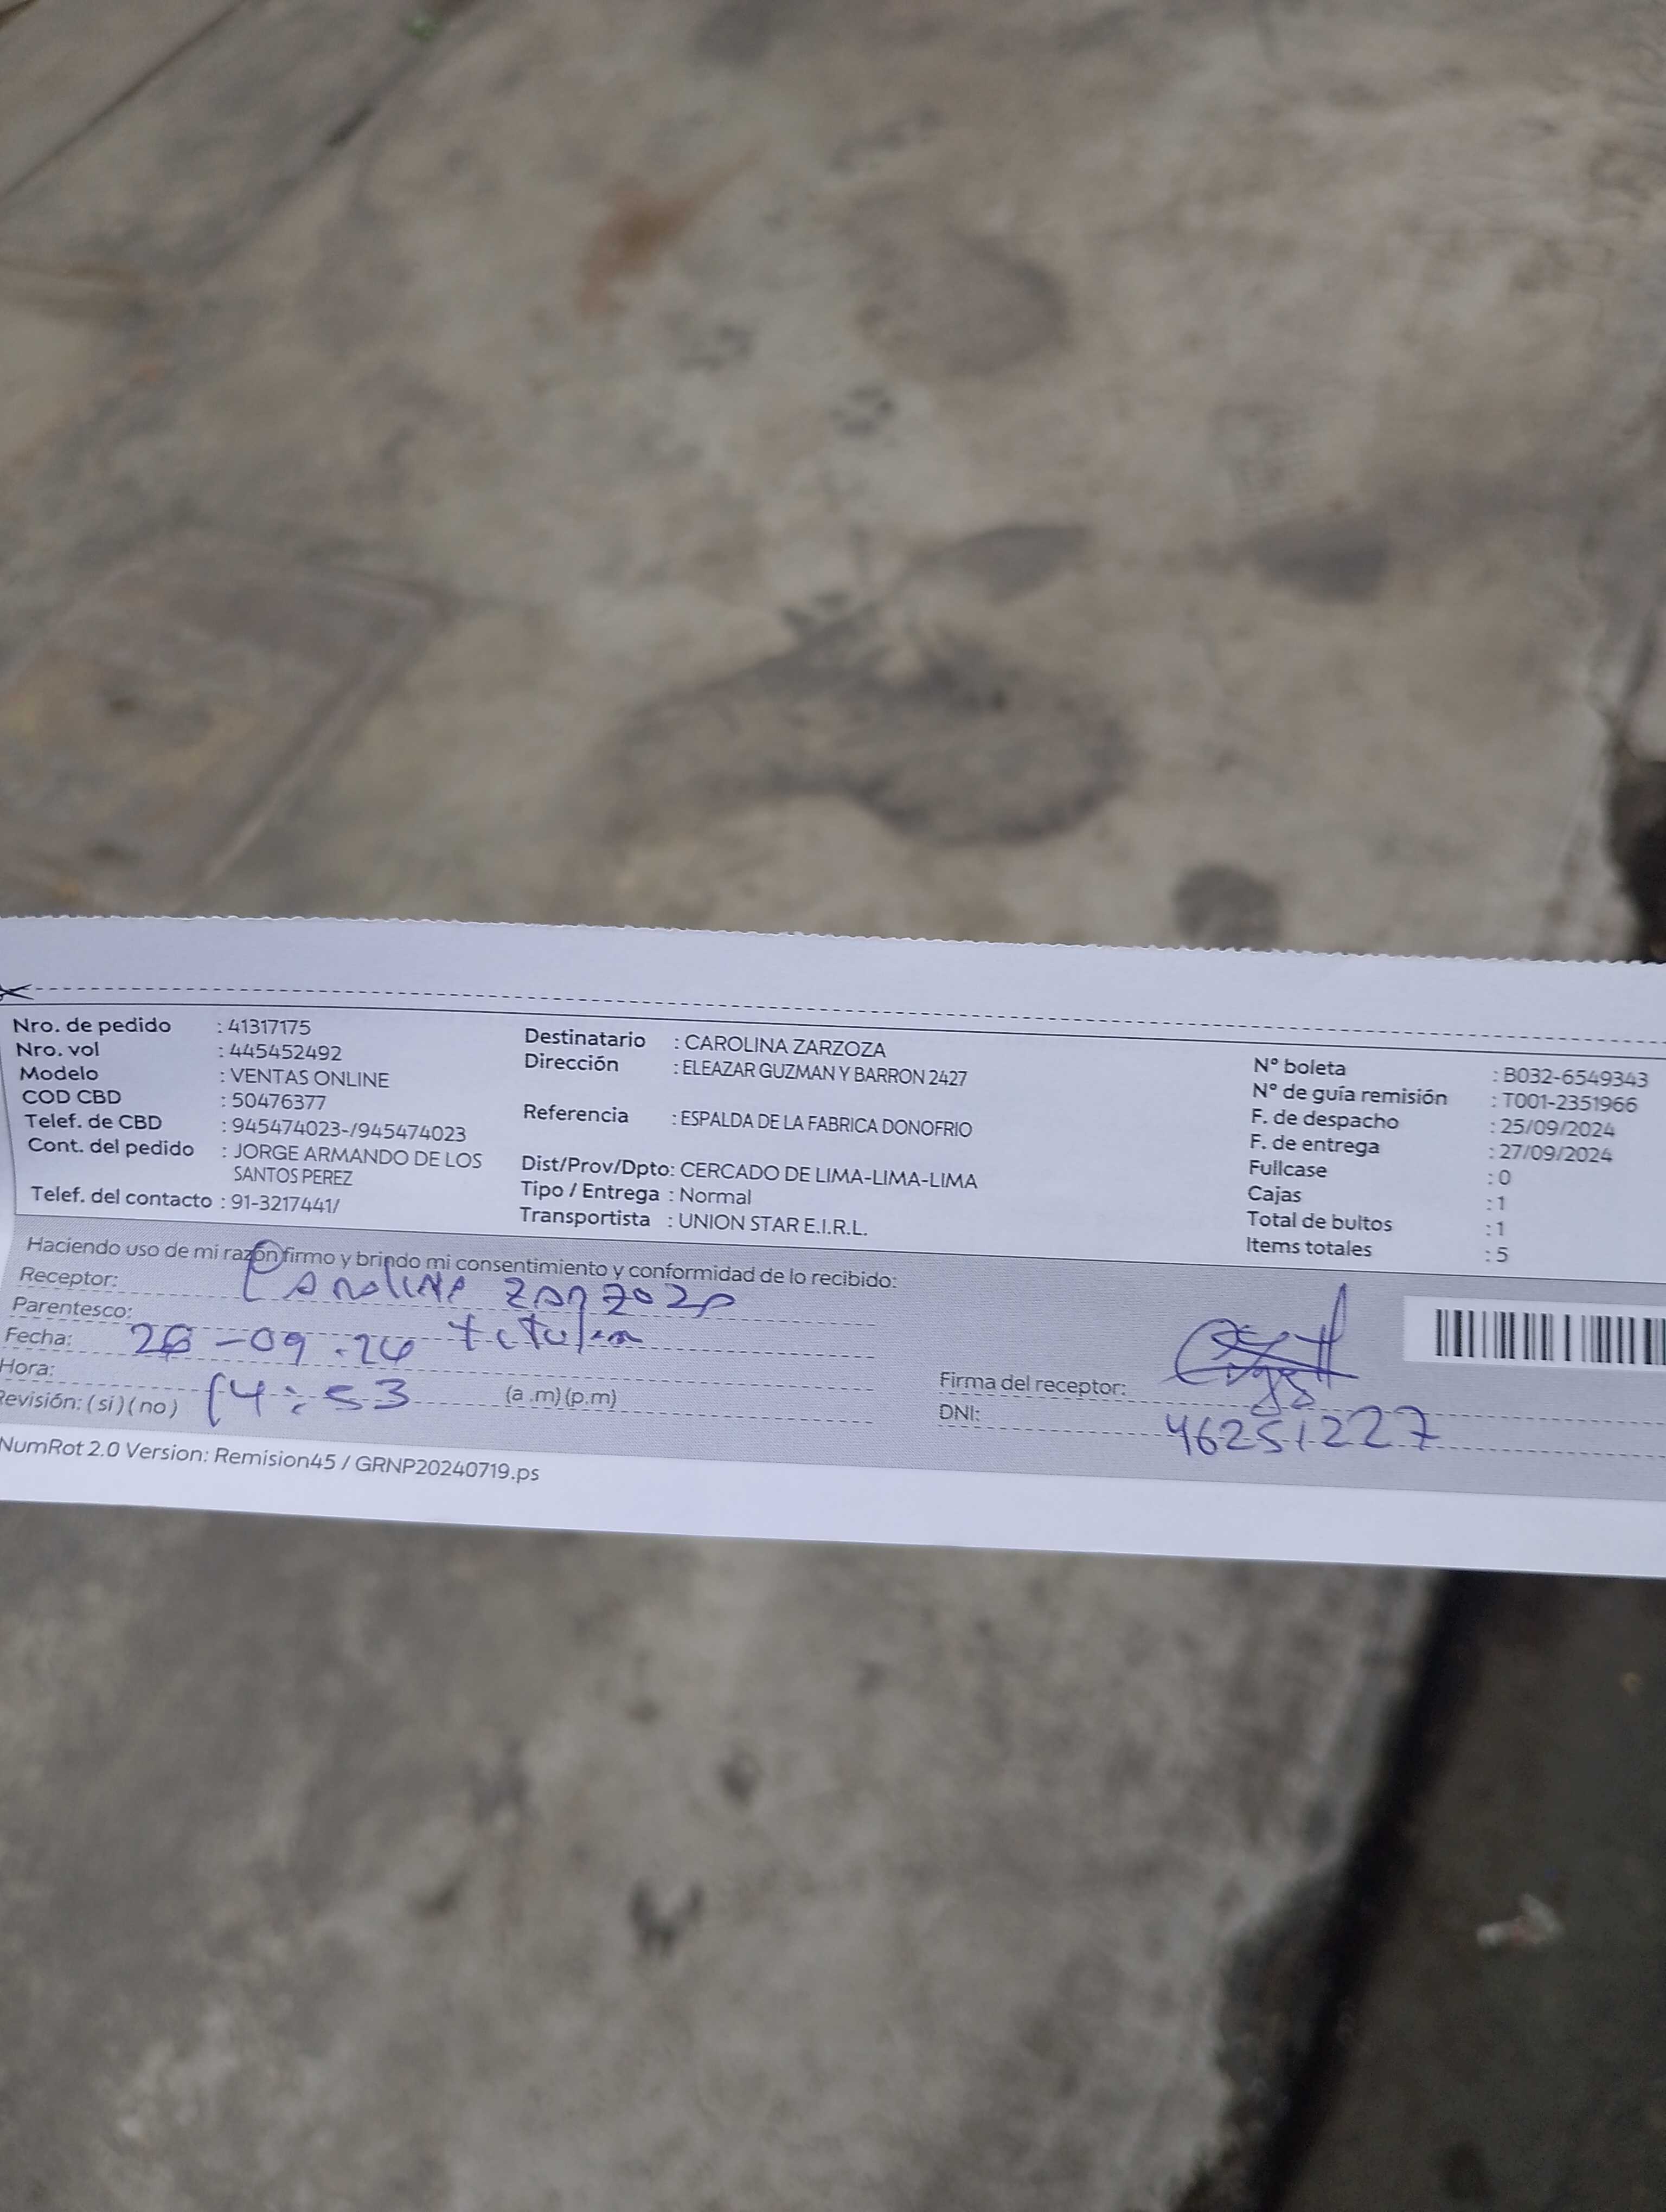 Nro. de pedido : 41317175
Nro. vol : 445452492
Modelo : VENTAS ONLINE
COD CBD : 50476377
Telef. de CBD : 945474023-/945474023
Cont. del pedido : JORGE ARMANDO DE LOS
SANTOS PEREZ
Telef. del contacto : 91-3217441/
Destinatario : CAROLINA ZARZOZA
Dirección : ELEAZAR GUZMAN Y BARRON 2427
Referencia : ESPALDA DE LA FABRICA DONOFRIO
Dist/Prov/Dpto: CERCADO DE LIMA-LIMA-LIMA
Tipo / Entrega : Normal
Transportista : UNION STAR E.I.R.L.
N° boleta : B032-6549343
N° de guía remisión : T001-2351966
F. de despacho : 25/09/2024
F. de entrega : 27/09/2024
Fullcase : 0
Cajas : 1
Total de bultos : 1
Items totales : 5
Haciendo uso de mi razón firmo y brindo mi consentimiento y conformidad de lo recibido:
Receptor: Carolina Zarzoza
Parentesco: titular
Fecha: 26-09-24
Hora: 14:53 (a .m) (p.m)
Revisión: ( si ) ( no )
Firma del receptor:
DNI: 46251227
NumRot 2.0 Version: Remision45 / GRNP20240719.ps